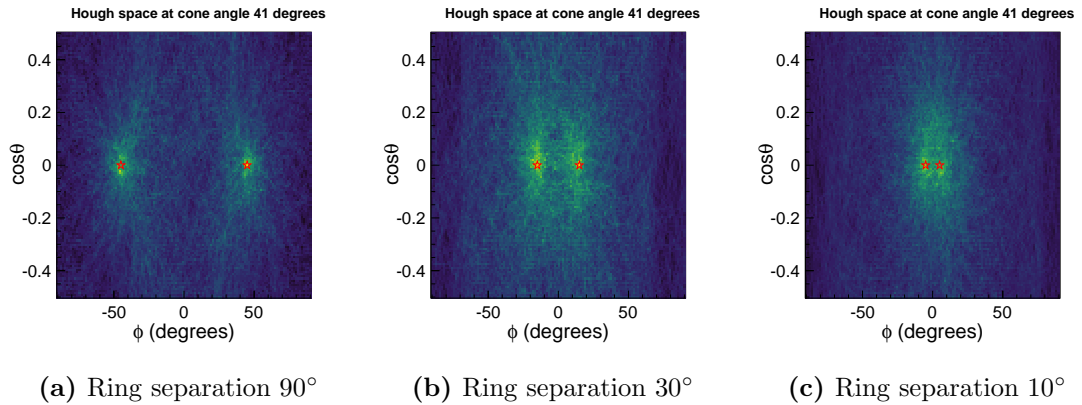 Hough space at cone angle 41 degrees
0.4
0.2
0
-0.2
-0.4
cosθ
-50 0 50
ϕ (degrees)
(a) Ring separation 90°
Hough space at cone angle 41 degrees
0.4
0.2
0
-0.2
-0.4
cosθ
-50 0 50
ϕ (degrees)
(b) Ring separation 30°
Hough space at cone angle 41 degrees
0.4
0.2
0
-0.2
-0.4
cosθ
-50 0 50
ϕ (degrees)
(c) Ring separation 10°